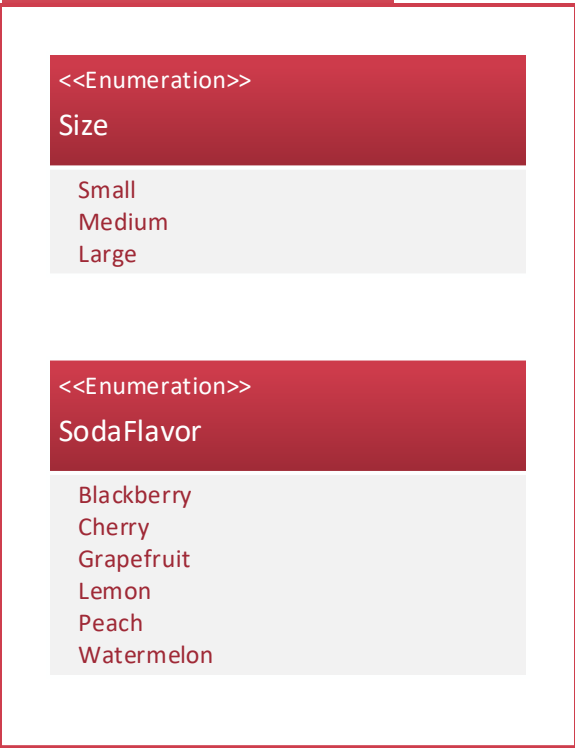 <<Enumeration>>
Size
Small
Medium
Large
<<Enumeration>>
SodaFlavor
Blackberry
Cherry
Grapefruit
Lemon
Peach
Watermelon